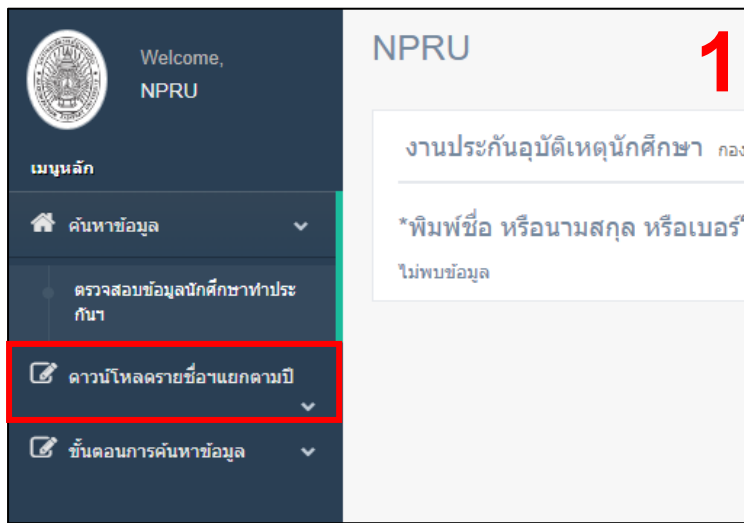 Welcome,
NPRU
เมนูหลัก
ค้นหาข้อมูล
ตรวจสอบข้อมูลนักศึกษาทำประ
กันฯ
ดาวน์โหลดรายชื่อฯแยกตามปี
ขั้นตอนการค้นหาข้อมูล
NPRU
1
งานประกันอุบัติเหตุนักศึกษา กอง
*พิมพ์ชื่อ หรือนามสกุล หรือเบอร์
ไม่พบข้อมูล